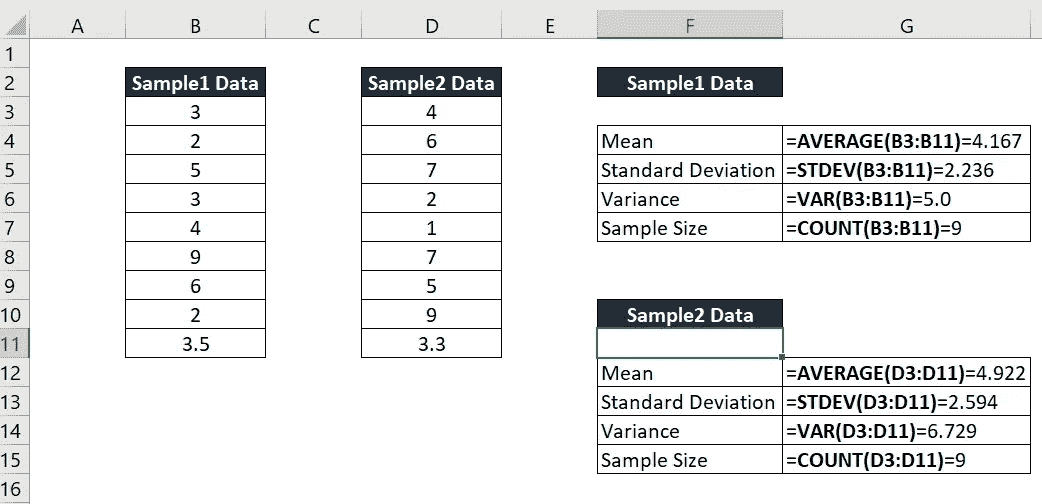 A B C D E F G
1
2 Sample1 Data Sample2 Data Sample1 Data
3 3 4
4 2 6 Mean =AVERAGE(B3:B11)=4.167
5 5 7 Standard Deviation =STDEV(B3:B11)=2.236
6 3 2 Variance =VAR(B3:B11)=5.0
7 4 1 Sample Size =COUNT(B3:B11)=9
8 9 7
9 6 5
10 2 9 Sample2 Data
11 3.5 3.3
12 Mean =AVERAGE(D3:D11)=4.922
13 Standard Deviation =STDEV(D3:D11)=2.594
14 Variance =VAR(D3:D11)=6.729
15 Sample Size =COUNT(D3:D11)=9
16